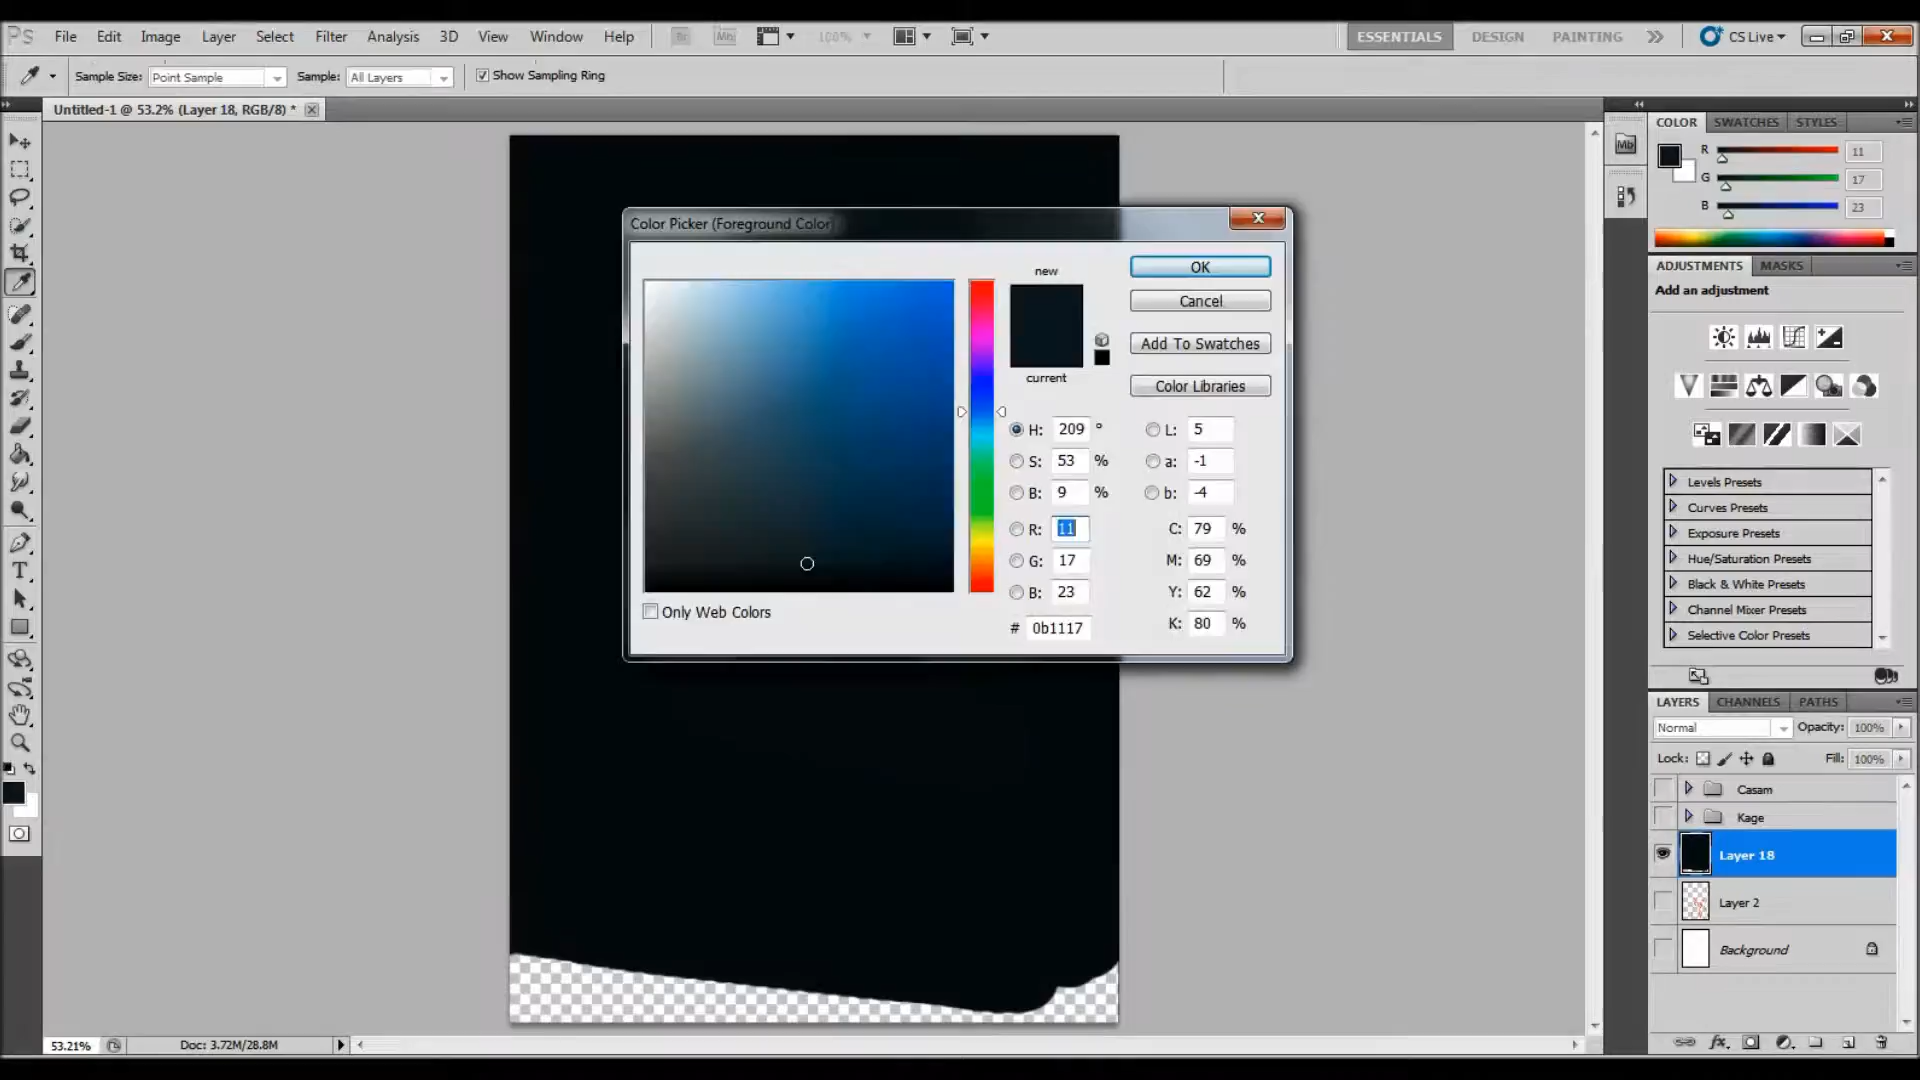 Ps File Edit Image Layer Select Filter Analysis 3D View Window Help Br Mb 100% ESSENTIALS DESIGN PAINTING CS Live
Sample Size: Point Sample Sample: All Layers Show Sampling Ring
Untitled-1 @ 53.2% (Layer 18, RGB/8) *
COLOR SWATCHES STYLES
Mb
R 11
G 17
B 23
Color Picker (Foreground Color)
new
current
OK
Cancel
Add To Swatches
Color Libraries
H: 209 °
S: 53 %
B: 9 %
R: 11
G: 17
B: 23
# 0b1117
L: 5
a: -1
b: -4
C: 79 %
M: 69 %
Y: 62 %
K: 80 %
Only Web Colors
ADJUSTMENTS MASKS
Add an adjustment
Levels Presets
Curves Presets
Exposure Presets
Hue/Saturation Presets
Black & White Presets
Channel Mixer Presets
Selective Color Presets
LAYERS CHANNELS PATHS
Normal Opacity: 100%
Lock: Fill: 100%
Casam
Kage
Layer 18
Layer 2
Background
fx
T
53.21% Doc: 3.72M/28.8M